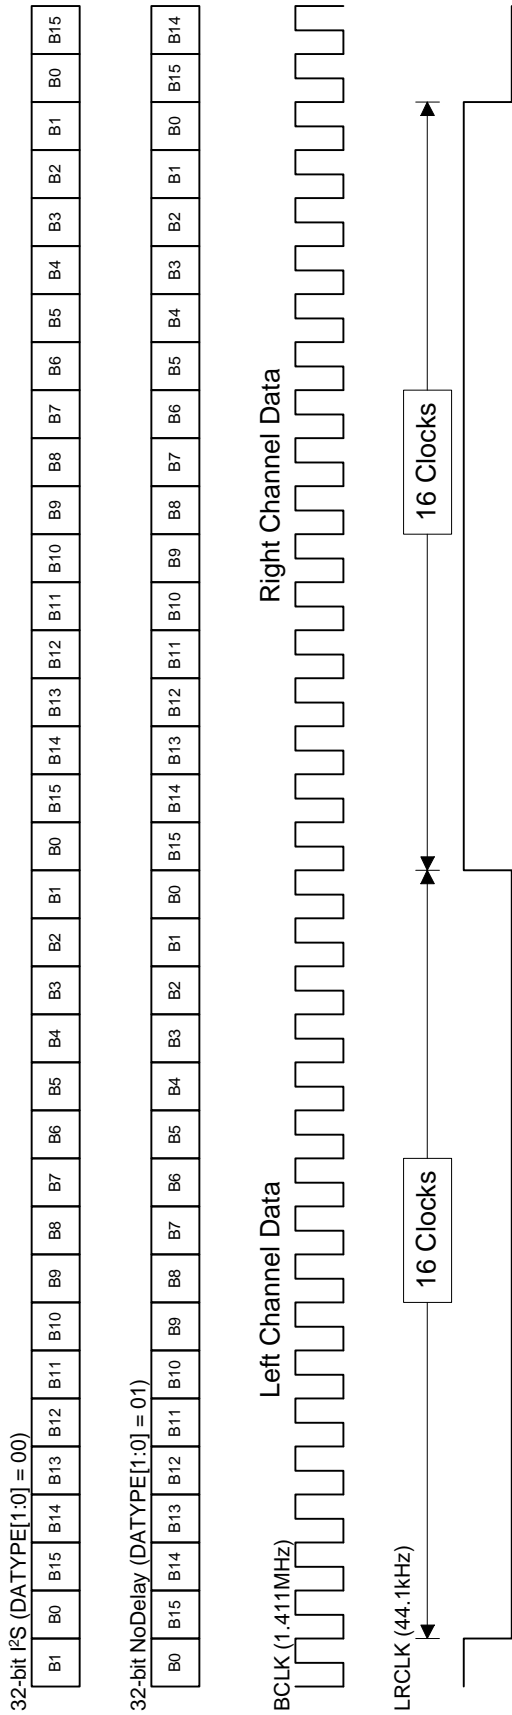 32-bit I²S (DATYPE[1:0] = 00)
B1 B0 B15 B14 B13 B12 B11 B10 B9 B8 B7 B6 B5 B4 B3 B2 B1 B0 B15 B14 B13 B12 B11 B10 B9 B8 B7 B6 B5 B4 B3 B2 B1 B0 B15
32-bit NoDelay (DATYPE[1:0] = 01)
B0 B15 B14 B13 B12 B11 B10 B9 B8 B7 B6 B5 B4 B3 B2 B1 B0 B15 B14 B13 B12 B11 B10 B9 B8 B7 B6 B5 B4 B3 B2 B1 B0 B15 B14
Left Channel Data
Right Channel Data
BCLK (1.411MHz)
LRCLK (44.1kHz)
16 Clocks
16 Clocks